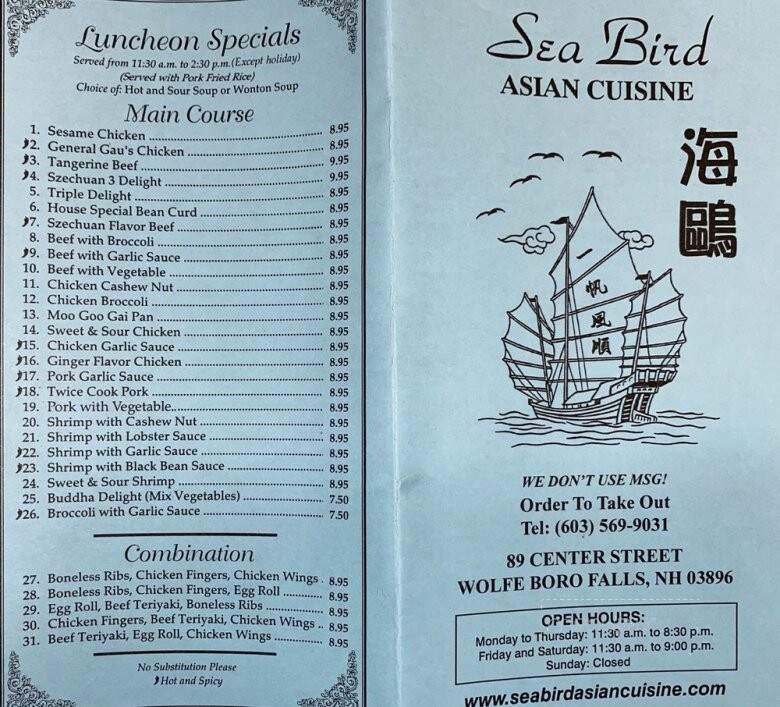 Luncheon Specials
Served from 11:30 a.m. to 2:30 p.m.(Except holiday)
(Served with Pork Fried Rice)
Choice of: Hot and Sour Soup or Wonton Soup
Main Course
1. Sesame Chicken 8.95
2. General Gau's Chicken 8.95
3. Tangerine Beef 9.95
4. Szechuan 3 Delight 9.95
5. Triple Delight 8.95
6. House Special Bean Curd 8.95
7. Szechuan Flavor Beef 8.95
8. Beef with Broccoli 8.95
9. Beef with Garlic Sauce 8.95
10. Beef with Vegetable 8.95
11. Chicken Cashew Nut 8.95
12. Chicken Broccoli 8.95
13. Moo Goo Gai Pan 8.95
14. Sweet & Sour Chicken 8.95
15. Chicken Garlic Sauce 8.95
16. Ginger Flavor Chicken 8.95
17. Pork Garlic Sauce 8.95
18. Twice Cook Pork 8.95
19. Pork with Vegetable 8.95
20. Shrimp with Cashew Nut 8.95
21. Shrimp with Lobster Sauce 8.95
22. Shrimp with Garlic Sauce 8.95
23. Shrimp with Black Bean Sauce 8.95
24. Sweet & Sour Shrimp 8.95
25. Buddha Delight (Mix Vegetables) 7.50
26. Broccoli with Garlic Sauce 7.50
Combination
27. Boneless Ribs, Chicken Fingers, Chicken Wings 8.95
28. Boneless Ribs, Chicken Fingers, Egg Roll 8.95
29. Egg Roll, Beef Teriyaki, Boneless Ribs 8.95
30. Chicken Fingers, Beef Teriyaki, Chicken Wings 8.95
31. Beef Teriyaki, Egg Roll, Chicken Wings 8.95
No Substitution Please
Hot and Spicy
Sea Bird
ASIAN CUISINE
海鷗
一帆風順
WE DON'T USE MSG!
Order To Take Out
Tel: (603) 569-9031
89 CENTER STREET
WOLFE BORO FALLS, NH 03896
OPEN HOURS:
Monday to Thursday: 11:30 a.m. to 8:30 p.m.
Friday and Saturday: 11:30 a.m. to 9:00 p.m.
Sunday: Closed
www.seabirdasiancuisine.com